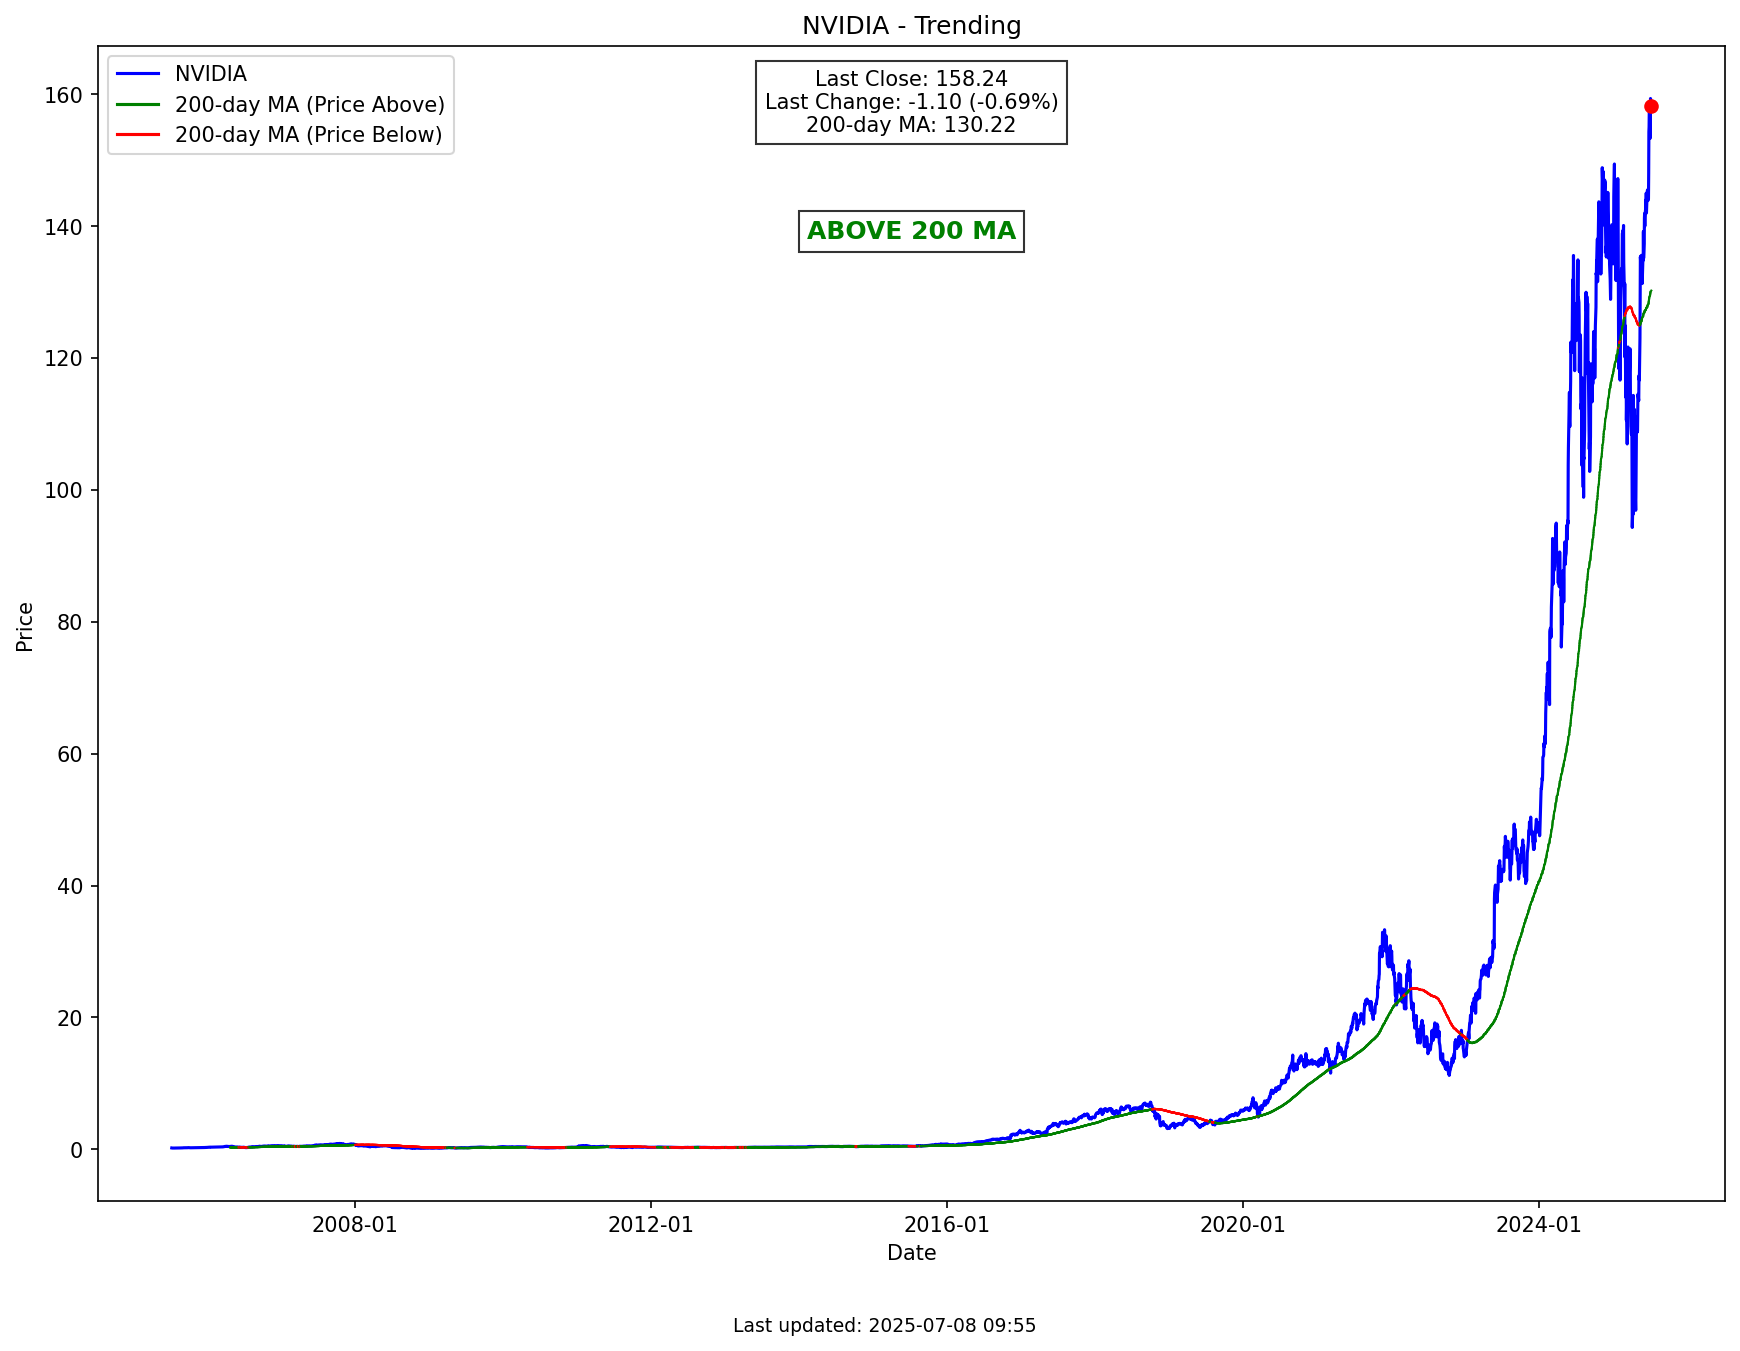 NVIDIA - Trending
NVIDIA
200-day MA (Price Above)
200-day MA (Price Below)
Last Close: 158.24
Last Change: -1.10 (-0.69%)
200-day MA: 130.22
ABOVE 200 MA
Price
160
140
120
100
80
60
40
20
0
2008-01
2012-01
2016-01
2020-01
2024-01
Date
Last updated: 2025-07-08 09:55